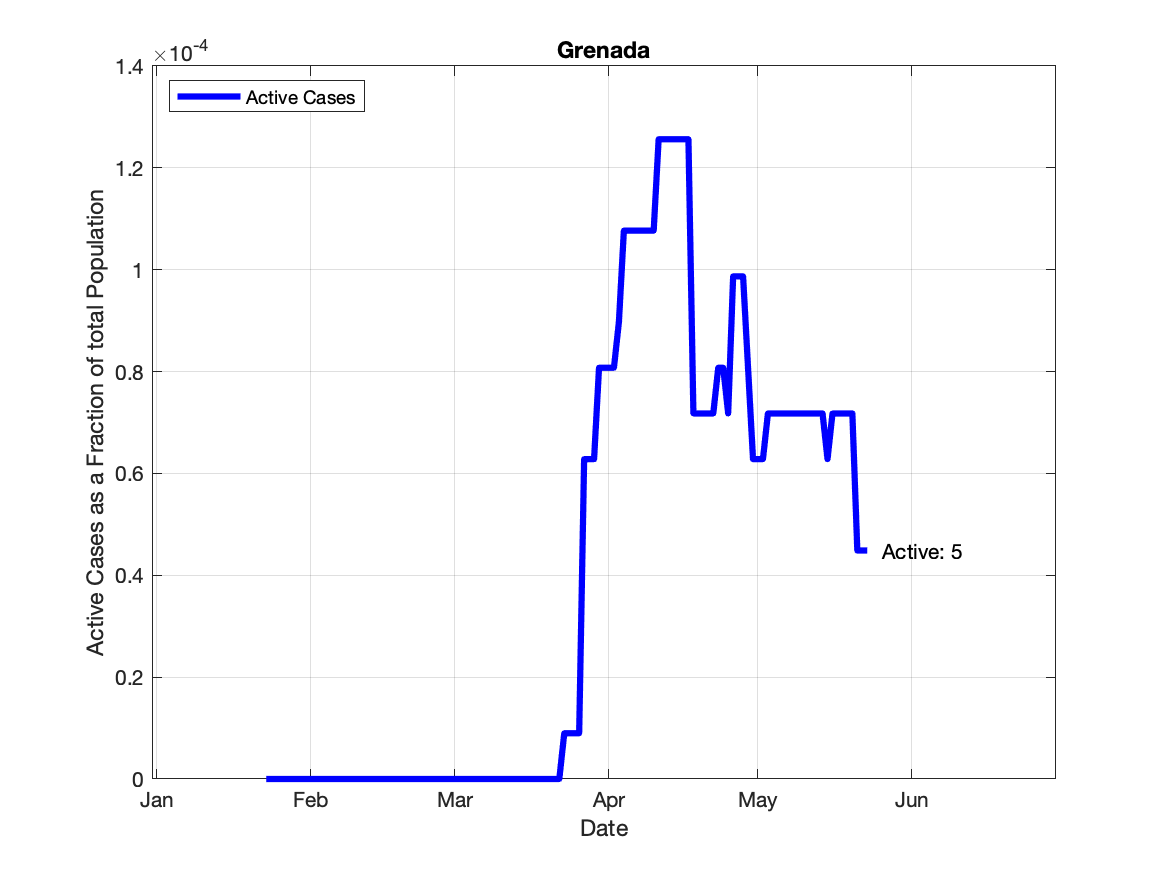 Grenada
×10-4
Active Cases
1.4
1.2
1
0.8
0.6
0.4
0.2
0
Active Cases as a Fraction of total Population
Active: 5
Jan Feb Mar Apr May Jun
Date